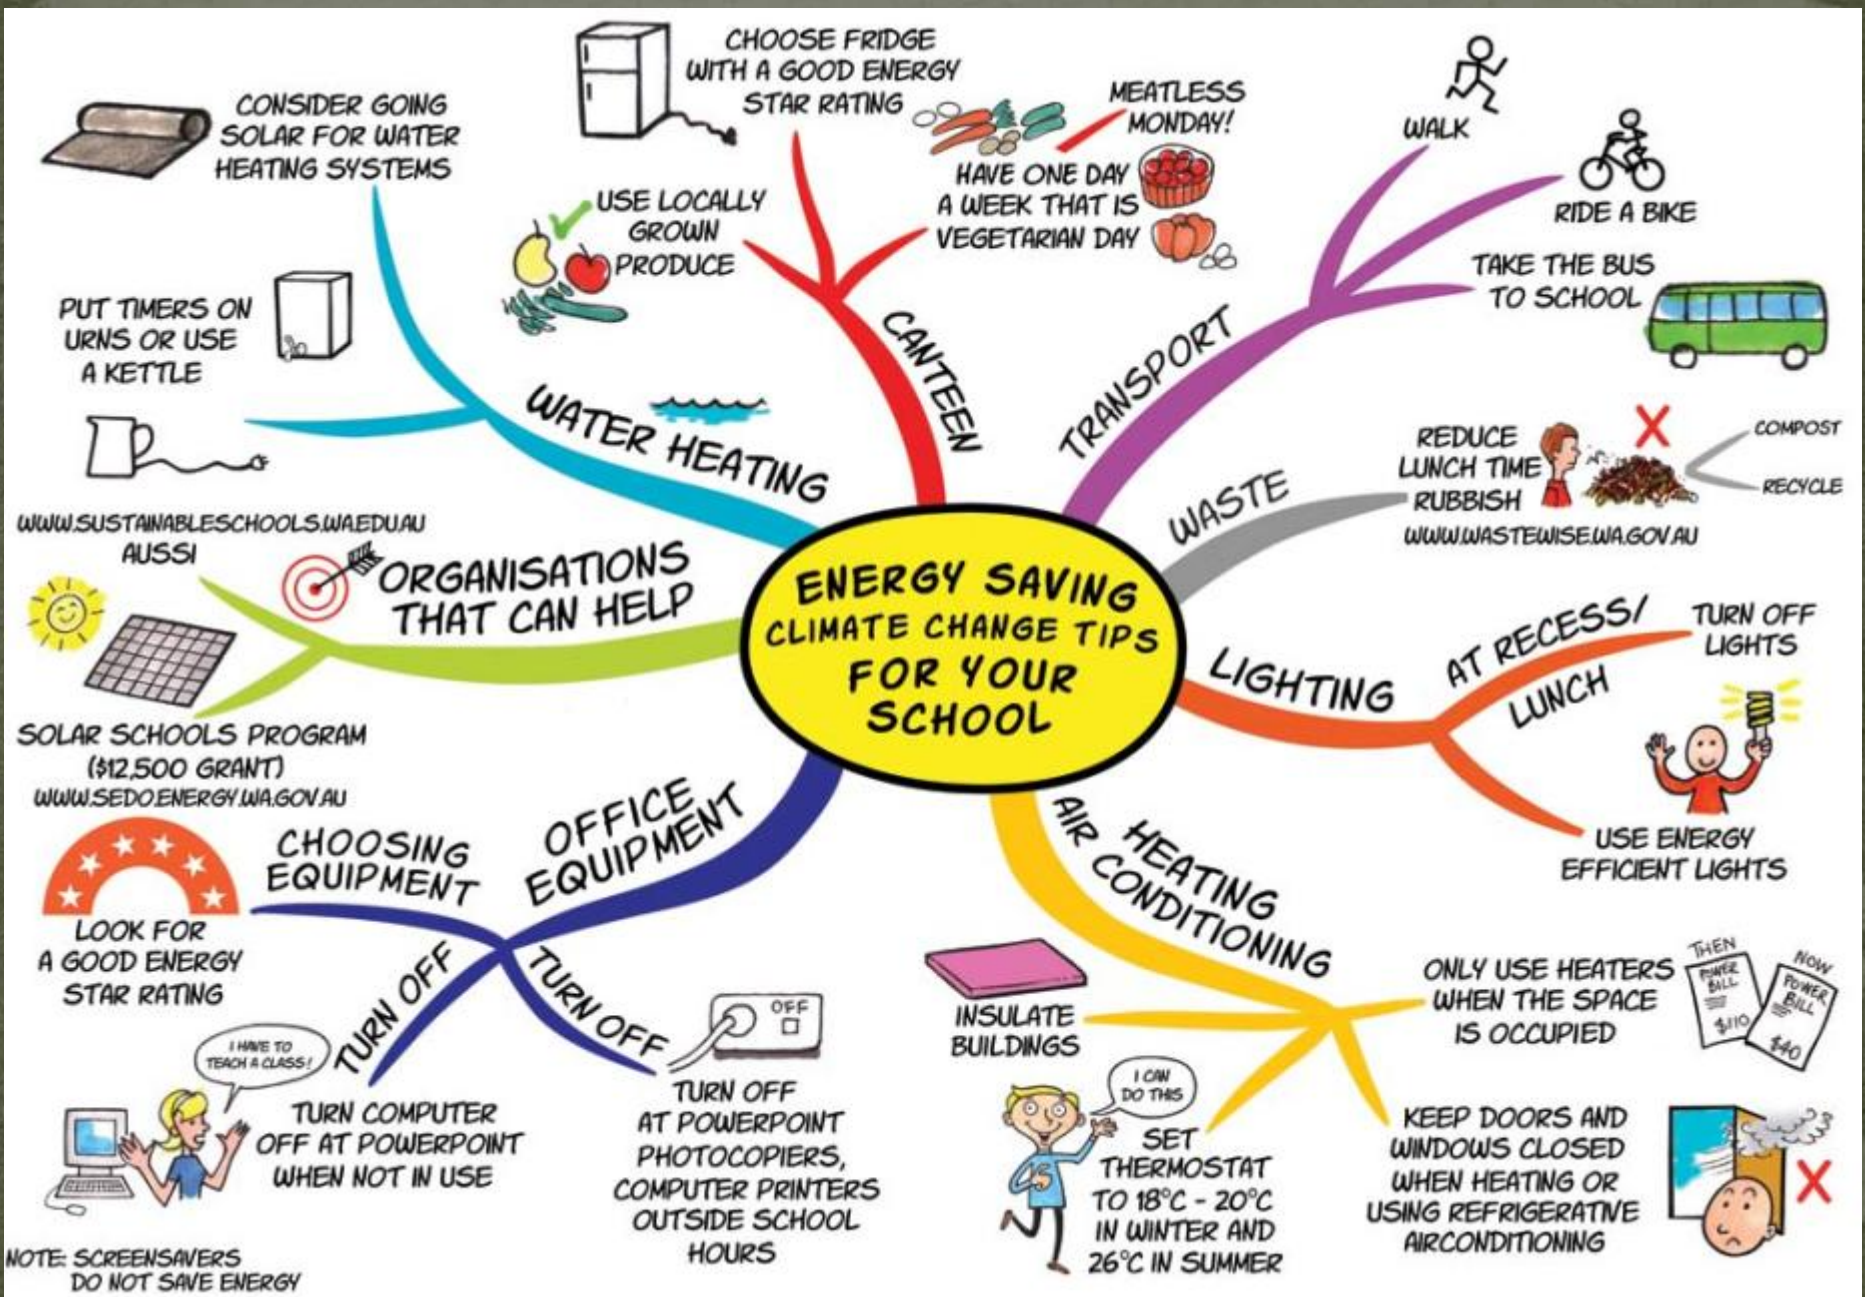 ENERGY SAVING
CLIMATE CHANGE TIPS
FOR YOUR
SCHOOL
CANTEEN
CHOOSE FRIDGE
WITH A GOOD ENERGY
STAR RATING
USE LOCALLY
GROWN
PRODUCE
MEATLESS
MONDAY!
HAVE ONE DAY
A WEEK THAT IS
VEGETARIAN DAY
TRANSPORT
WALK
RIDE A BIKE
TAKE THE BUS
TO SCHOOL
WASTE
REDUCE
LUNCH TIME
RUBBISH
WWW.WASTEWISE.WA.GOV.AU
COMPOST
RECYCLE
LIGHTING
AT RECESS/
LUNCH
TURN OFF
LIGHTS
USE ENERGY
EFFICIENT LIGHTS
HEATING
AIR CONDITIONING
ONLY USE HEATERS
WHEN THE SPACE
IS OCCUPIED
THEN
POWER
BILL
$110
NOW
POWER
BILL
$40
KEEP DOORS AND
WINDOWS CLOSED
WHEN HEATING OR
USING REFRIGERATIVE
AIRCONDITIONING
SET
THERMOSTAT
TO 18°C - 20°C
IN WINTER AND
26°C IN SUMMER
I CAN
DO THIS
INSULATE
BUILDINGS
OFFICE
EQUIPMENT
TURN OFF
OFF
TURN OFF
AT POWERPOINT
PHOTOCOPIERS,
COMPUTER PRINTERS
OUTSIDE SCHOOL
HOURS
TURN OFF
I HAVE TO
TEACH A CLASS!
TURN COMPUTER
OFF AT POWERPOINT
WHEN NOT IN USE
NOTE: SCREENSAVERS
DO NOT SAVE ENERGY
CHOOSING
EQUIPMENT
LOOK FOR
A GOOD ENERGY
STAR RATING
ORGANISATIONS
THAT CAN HELP
WWW.SUSTAINABLESCHOOLS.WA.EDU.AU
AUSSI
SOLAR SCHOOLS PROGRAM
($12,500 GRANT)
WWW.SEDO.ENERGY.WA.GOV.AU
WATER HEATING
CONSIDER GOING
SOLAR FOR WATER
HEATING SYSTEMS
PUT TIMERS ON
URNS OR USE
A KETTLE